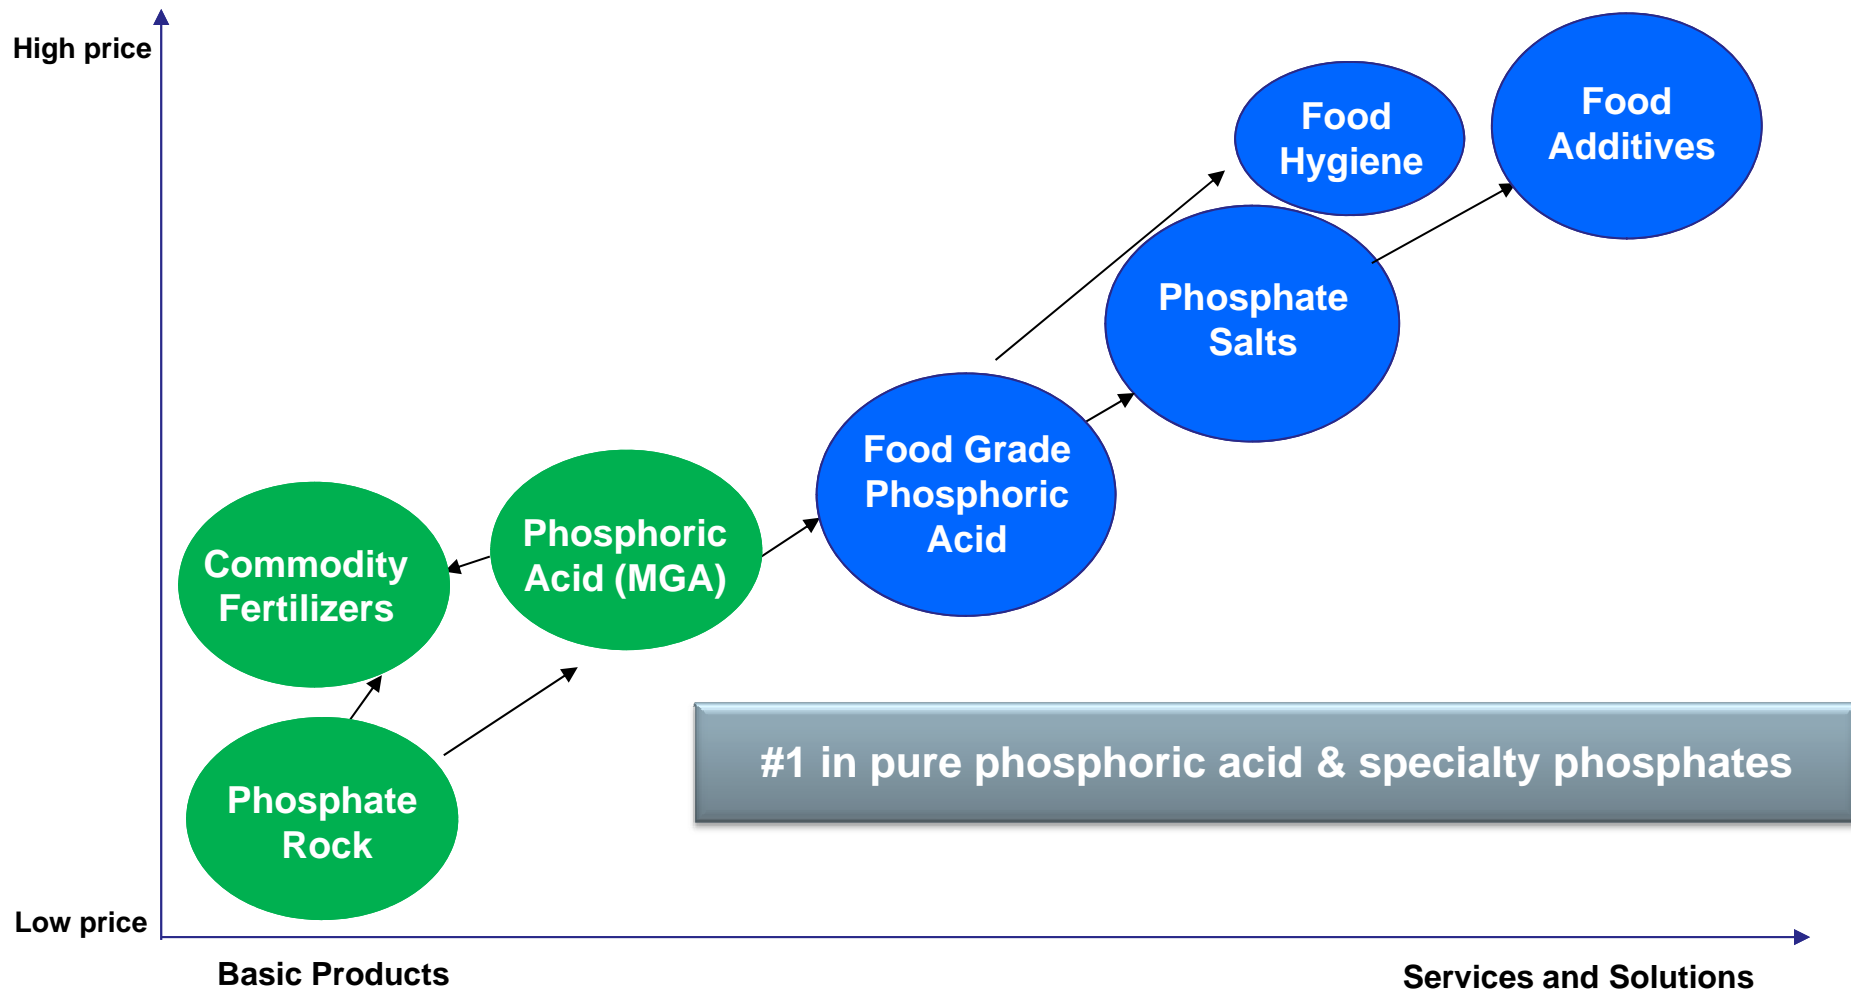 High price
Food
Hygiene
Food
Additives
Phosphate
Salts
Food Grade
Phosphoric
Acid
Phosphoric
Acid (MGA)
Commodity
Fertilizers
Phosphate
Rock
#1 in pure phosphoric acid & specialty phosphates
Low price
Basic Products
Services and Solutions